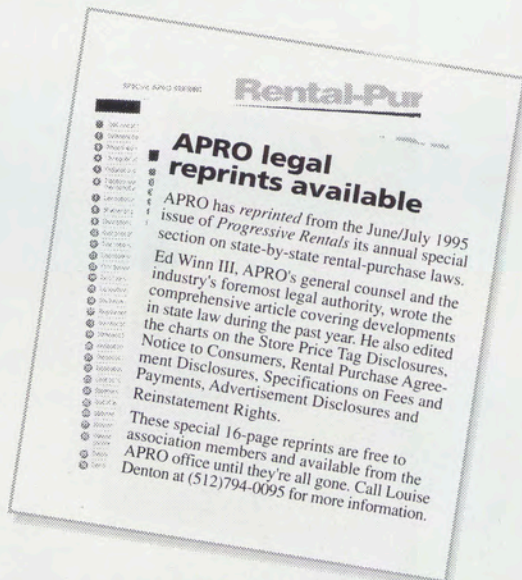 SPECIAL APRO REPRINT
Rental-Pur
APRO legal
reprints available
APRO has reprinted from the June/July 1995
issue of Progressive Rentals its annual special
section on state-by-state rental-purchase laws.
Ed Winn III, APRO's general counsel and the
industry's foremost legal authority, wrote the
comprehensive article covering developments
in state law during the past year. He also edited
the charts on the Store Price Tag Disclosures,
Notice to Consumers, Rental Purchase Agree-
ment Disclosures, Specifications on Fees and
Payments, Advertisement Disclosures and
Reinstatement Rights.
These special 16-page reprints are free to
association members and available from the
APRO office until they're all gone. Call Louise
Denton at (512)794-0095 for more information.